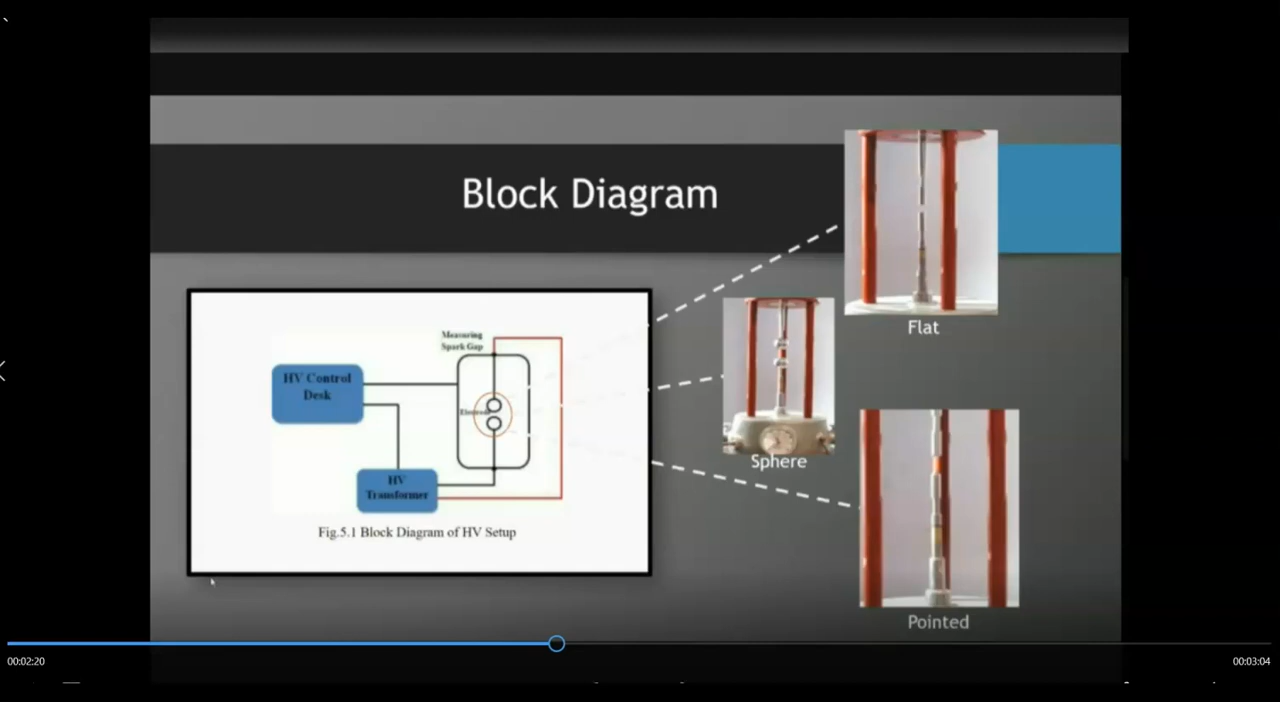 Block Diagram
Flat
Measuring
Spark Gap
HV Control
Desk
Electrode
Sphere
HV
Transformer
Fig.5.1 Block Diagram of HV Setup
Pointed
00:02:20
00:03:04